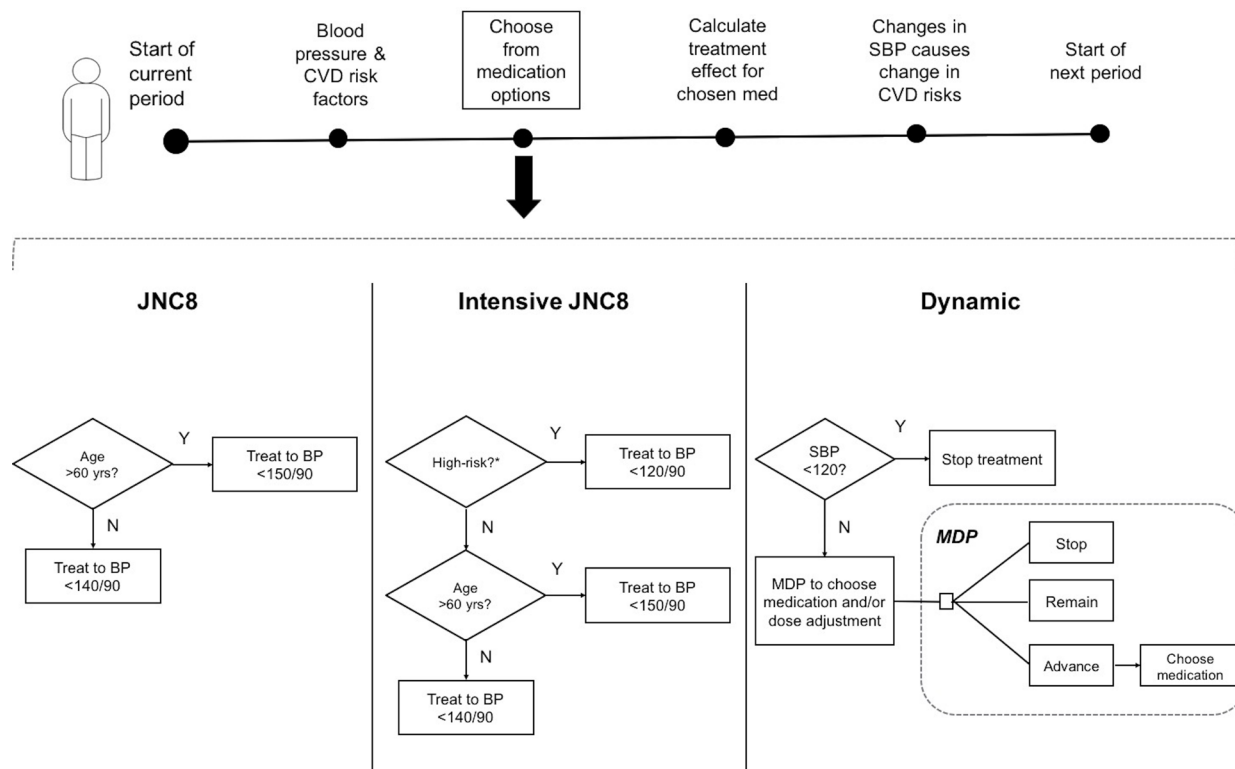 Start of
current
period
Blood
pressure &
CVD risk
factors
Choose
from
medication
options
Calculate
treatment
effect for
chosen med
Changes in
SBP causes
change in
CVD risks
Start of
next period
JNC8
Age
>60 yrs?
Y
Treat to BP
<150/90
N
Treat to BP
<140/90
Intensive JNC8
High-risk?*
Y
Treat to BP
<120/90
N
Age
>60 yrs?
Y
Treat to BP
<150/90
N
Treat to BP
<140/90
Dynamic
SBP
<120?
Y
Stop treatment
N
MDP to choose
medication and/or
dose adjustment
MDP
Stop
Remain
Advance
Choose
medication